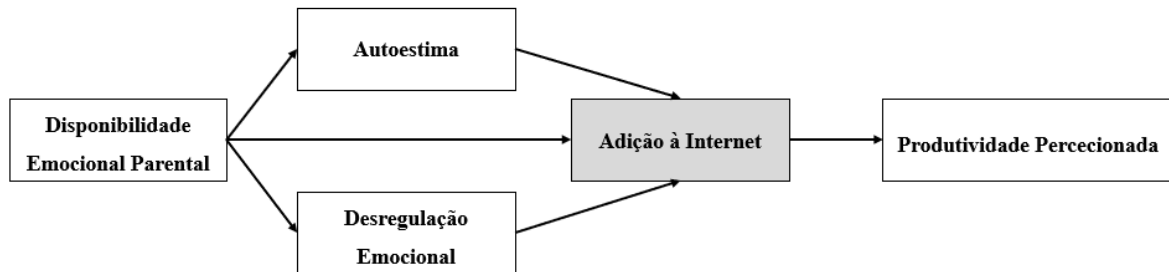 Autoestima
Disponibilidade
Emocional Parental
Adição à Internet
Produtividade Percecionada
Desregulação
Emocional